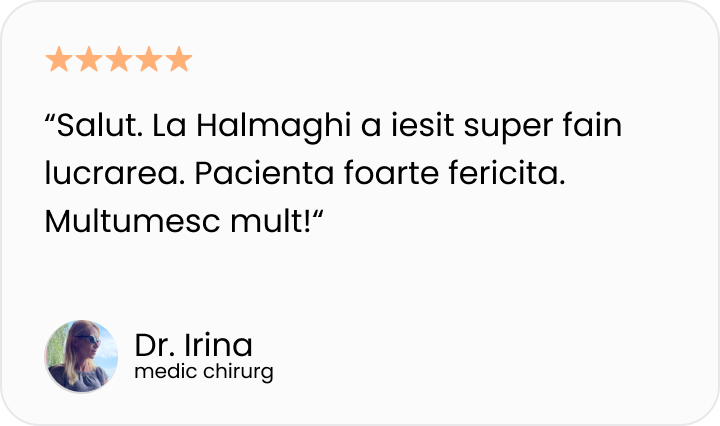 “Salut. La Halmaghi a iesit super fain
lucrarea. Pacienta foarte fericita.
Multumesc mult!“
Dr. Irina
medic chirurg